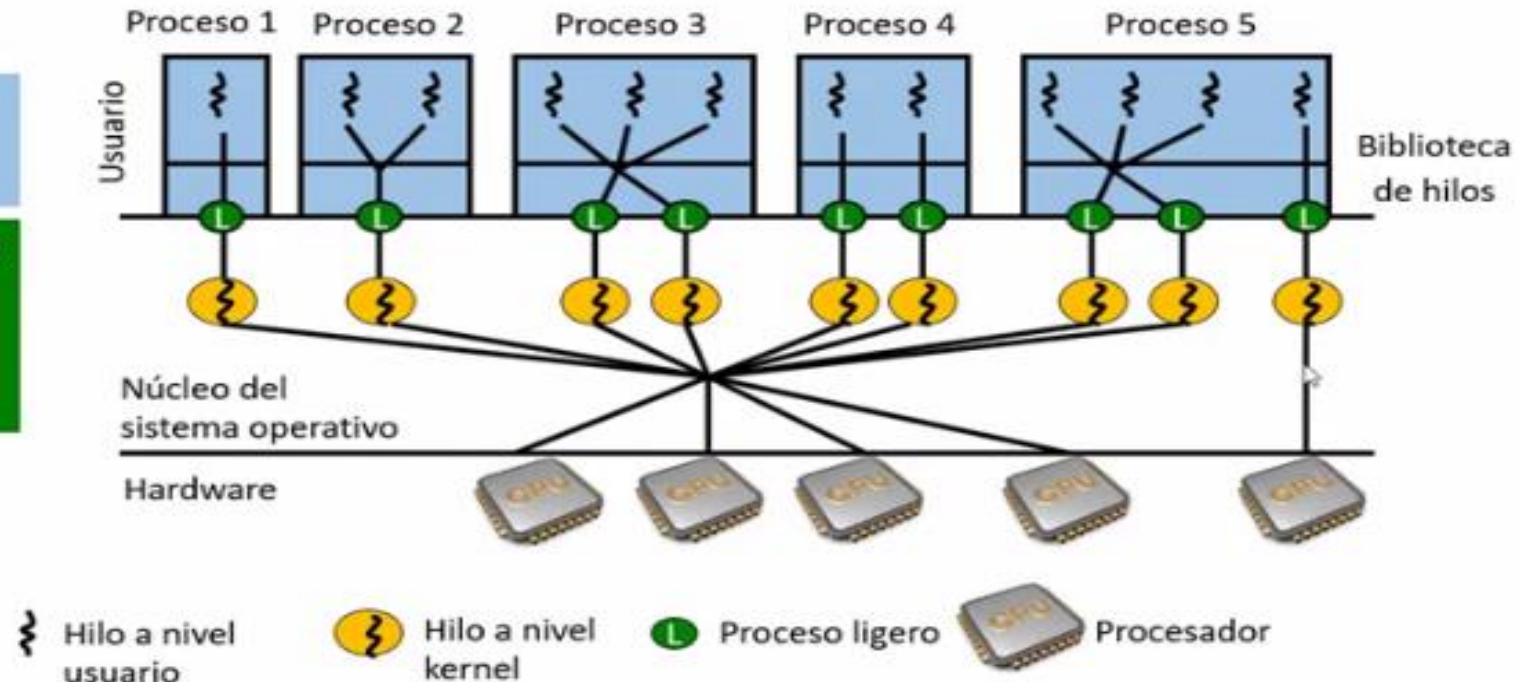 Proceso 1
Proceso 2
Proceso 3
Proceso 4
Proceso 5
Usuario
Biblioteca
de hilos
L
L
L
L
L
L
L
L
L
Núcleo del
sistema operativo
Hardware
CPU
CPU
CPU
CPU
CPU
Hilo a nivel
usuario
Hilo a nivel
kernel
L
Proceso ligero
CPU
Procesador